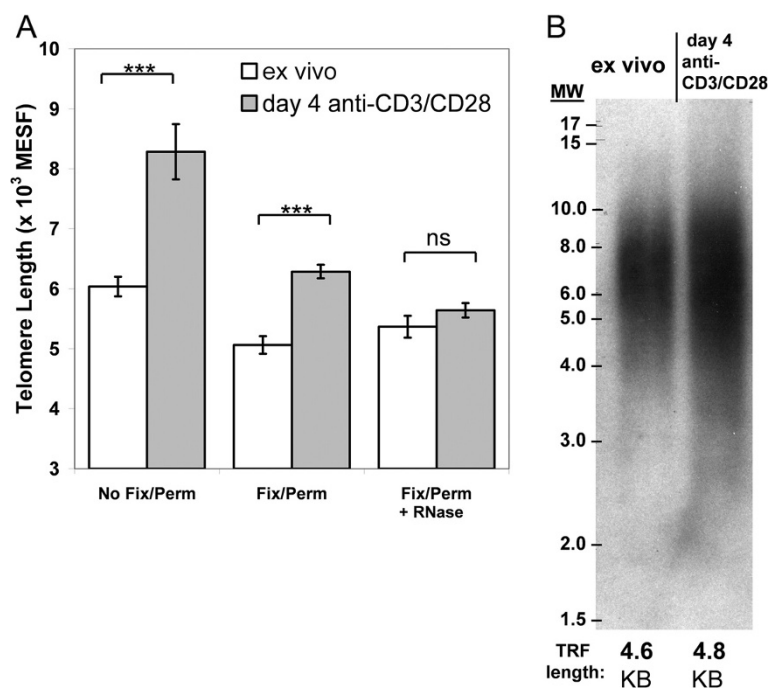 A
Telomere Length (x 10³ MESF)
10
9
8
7
6
5
4
3
***
***
ns
ex vivo
day 4 anti-CD3/CD28
No Fix/Perm
Fix/Perm
Fix/Perm
+ RNase
B
ex vivo
day 4
anti-
CD3/CD28
MW
17
15
10.0
8.0
6.0
5.0
4.0
3.0
2.0
1.5
TRF
length:
4.6
KB
4.8
KB